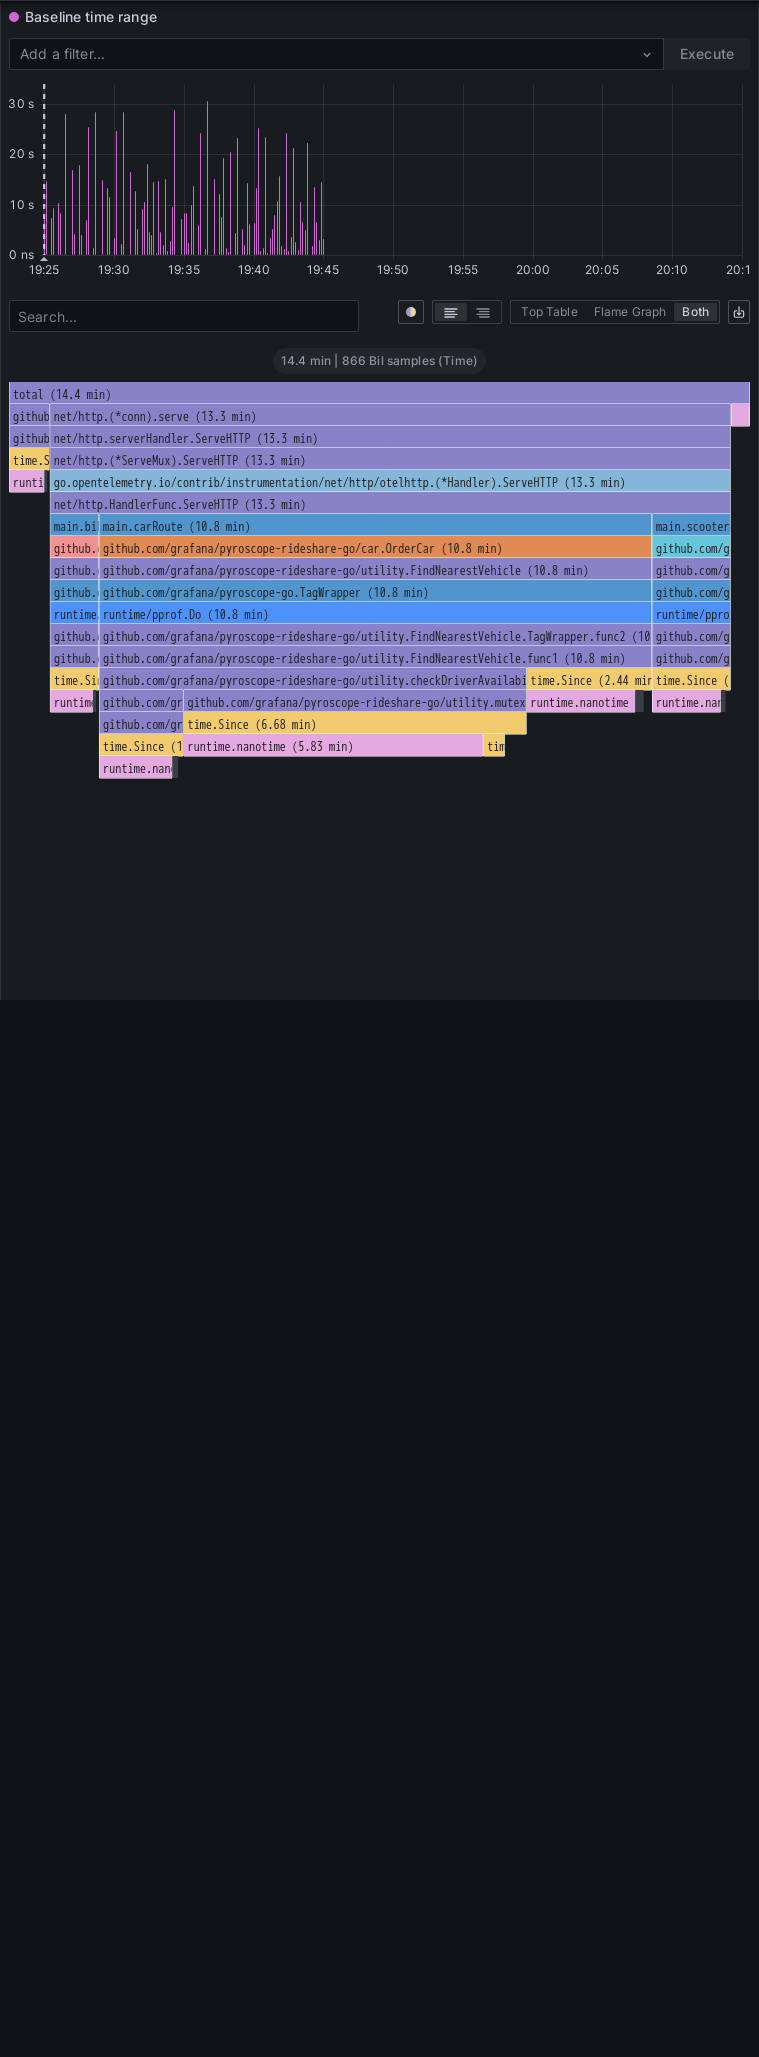 Baseline time range
Add a filter...
Execute
30 s
20 s
10 s
0 ns
19:25 19:30 19:35 19:40 19:45 19:50 19:55 20:00 20:05 20:10 20:1
Search...
Top Table Flame Graph Both
14.4 min | 866 Bil samples (Time)
total (14.4 min)
github net/http.(*conn).serve (13.3 min)
github net/http.serverHandler.ServeHTTP (13.3 min)
time.S net/http.(*ServeMux).ServeHTTP (13.3 min)
runti go.opentelemetry.io/contrib/instrumentation/net/http/otelhttp.(*Handler).ServeHTTP (13.3 min)
net/http.HandlerFunc.ServeHTTP (13.3 min)
main.bi main.carRoute (10.8 min) main.scooter
github. github.com/grafana/pyroscope-rideshare-go/car.OrderCar (10.8 min) github.com/g
github. github.com/grafana/pyroscope-rideshare-go/utility.FindNearestVehicle (10.8 min) github.com/g
github. github.com/grafana/pyroscope-go.TagWrapper (10.8 min) github.com/g
runtime. runtime/pprof.Do (10.8 min) runtime/ppro
github. github.com/grafana/pyroscope-rideshare-go/utility.FindNearestVehicle.TagWrapper.func2 (10 github.com/g
github. github.com/grafana/pyroscope-rideshare-go/utility.FindNearestVehicle.func1 (10.8 min) github.com/g
time.Si github.com/grafana/pyroscope-rideshare-go/utility.checkDriverAvailabi time.Since (2.44 min time.Since (
runtime github.com/gr github.com/grafana/pyroscope-rideshare-go/utility.mutex runtime.nanotime runtime.nan
github.com/gr time.Since (6.68 min)
time.Since (1 runtime.nanotime (5.83 min) tim
runtime.nan